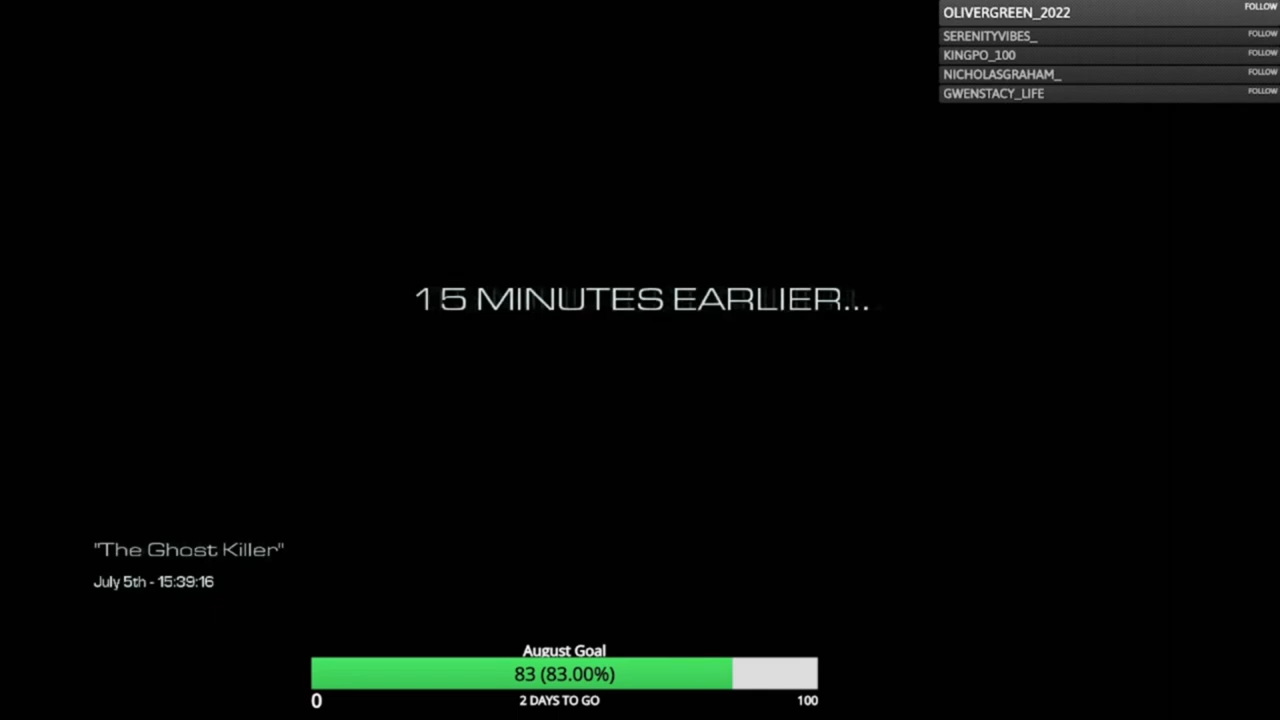 OLIVERGREEN_2022 FOLLOW
SERENITYVIBES_ FOLLOW
KINGPO_100 FOLLOW
NICHOLASGRAHAM_ FOLLOW
GWENSTACY_LIFE FOLLOW
15 MINUTES EARLIER...
"The Ghost Killer"
July 5th - 15:39:16
August Goal
83 (83.00%)
0 2 DAYS TO GO 100